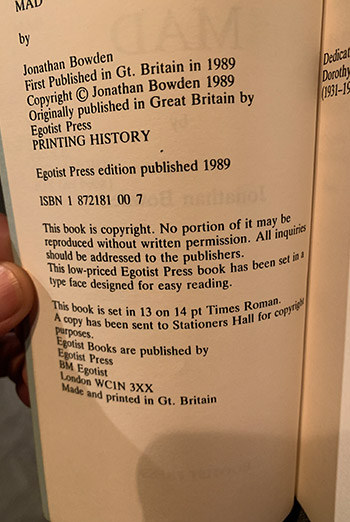 MAD
by
Jonathan Bowden
First Published in Gt. Britain in 1989
Copyright © Jonathan Bowden 1989
Originally published in Great Britain by
Egotist Press
PRINTING HISTORY
Egotist Press edition published 1989
ISBN 1 872181 00 7
This book is copyright. No portion of it may be
reproduced without written permission. All inquiries
should be addressed to the publishers.
This low-priced Egotist Press book has been set in a
type face designed for easy reading.
This book is set in 13 on 14 pt Times Roman.
A copy has been sent to Stationers Hall for copyright
purposes.
Egotist Books are published by
Egotist Press
BM Egotist
London WC1N 3XX
Made and printed in Gt. Britain
Dedicat
Dorothy
(1931-19